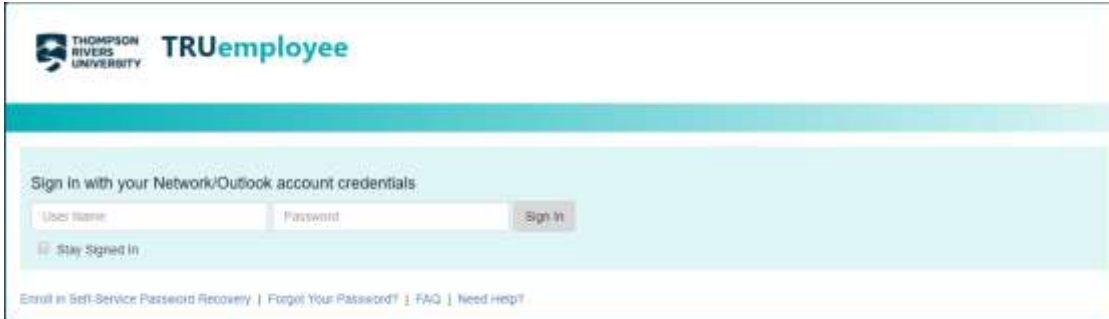 THOMPSON
RIVERS
UNIVERSITY
TRUemployee
Sign in with your Network/Outlook account credentials
User Name
Password
Sign In
Stay Signed In
Enroll in Self-Service Password Recovery | Forgot Your Password? | FAQ | Need Help?